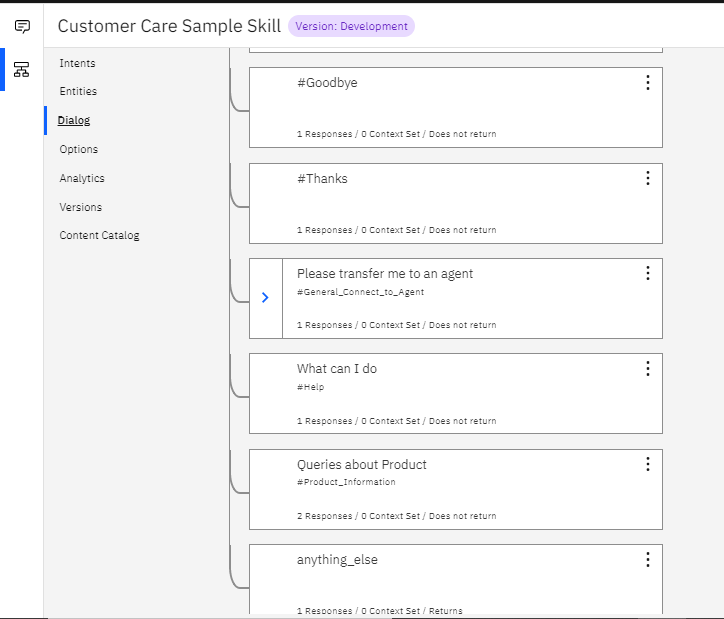 Customer Care Sample Skill Version: Development
Intents
Entities
Dialog
Options
Analytics
Versions
Content Catalog
#Goodbye
1 Responses / 0 Context Set / Does not return
#Thanks
1 Responses / 0 Context Set / Does not return
Please transfer me to an agent
#General_Connect_to_Agent
1 Responses / 0 Context Set / Does not return
What can I do
#Help
1 Responses / 0 Context Set / Does not return
Queries about Product
#Product_Information
2 Responses / 0 Context Set / Does not return
anything_else
1 Responses / 0 Context Set / Returns